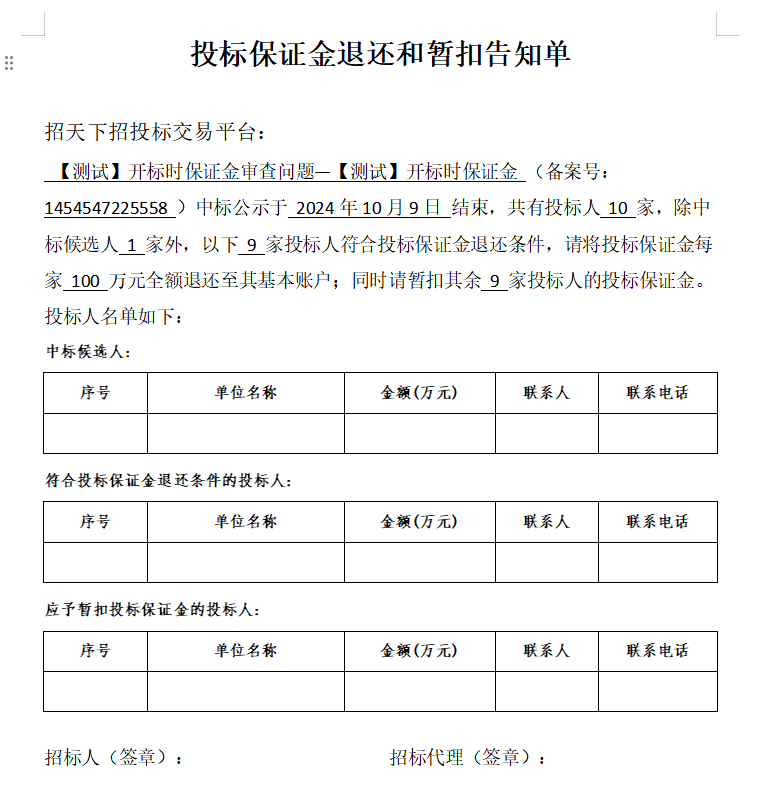 投标保证金退还和暂扣告知单
招天下招投标交易平台：
【测试】开标时保证金审查问题—【测试】开标时保证金 （备案号：
1454547225558 ）中标公示于 2024 年 10 月 9 日 结束，共有投标人 10 家，除中
标候选人 1 家外，以下 9 家投标人符合投标保证金退还条件，请将投标保证金每
家 100 万元全额退还至其基本账户；同时请暂扣其余 9 家投标人的投标保证金。
投标人名单如下：
中标候选人：
序号 单位名称 金额(万元) 联系人 联系电话
符合投标保证金退还条件的投标人：
序号 单位名称 金额(万元) 联系人 联系电话
应予暂扣投标保证金的投标人：
序号 单位名称 金额(万元) 联系人 联系电话
招标人（签章）： 招标代理（签章）：